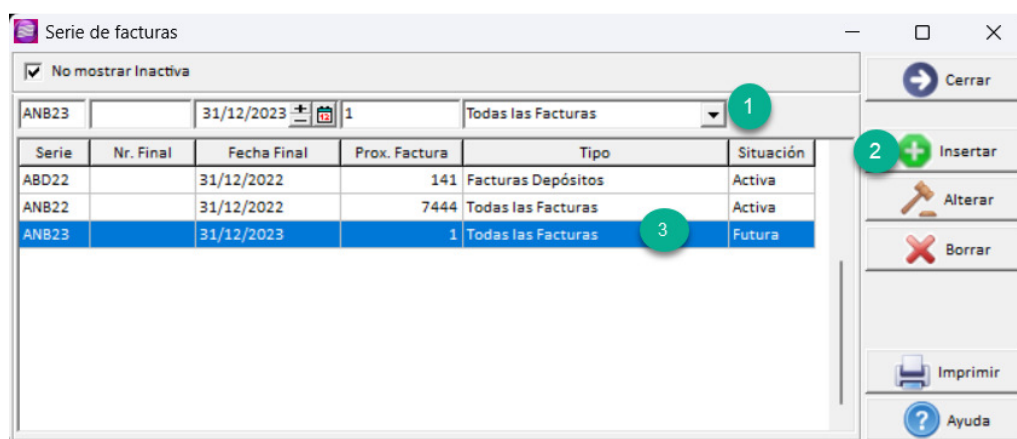 Serie de facturas
No mostrar Inactiva
Cerrar
ANB23 31/12/2023 12 1 Todas las Facturas 1
Serie Nr. Final Fecha Final Prox. Factura Tipo Situación
2 Insertar
ABD22 31/12/2022 141 Facturas Depósitos Activa
ANB22 31/12/2022 7444 Todas las Facturas Activa
Alterar
ANB23 31/12/2023 1 Todas las Facturas 3 Futura
Borrar
Imprimir
? Ayuda